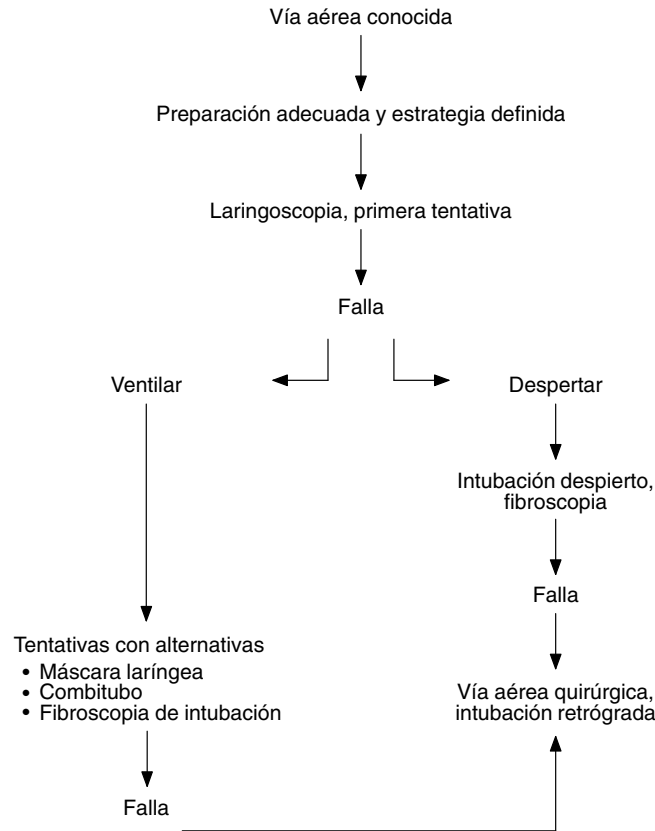 Vía aérea conocida
Preparación adecuada y estrategia definida
Laringoscopia, primera tentativa
Falla
Ventilar
Despertar
Intubación despierto,
fibroscopia
Falla
Tentativas con alternativas
• Máscara laríngea
• Combitubo
• Fibroscopia de intubación
Vía aérea quirúrgica,
intubación retrógrada
Falla